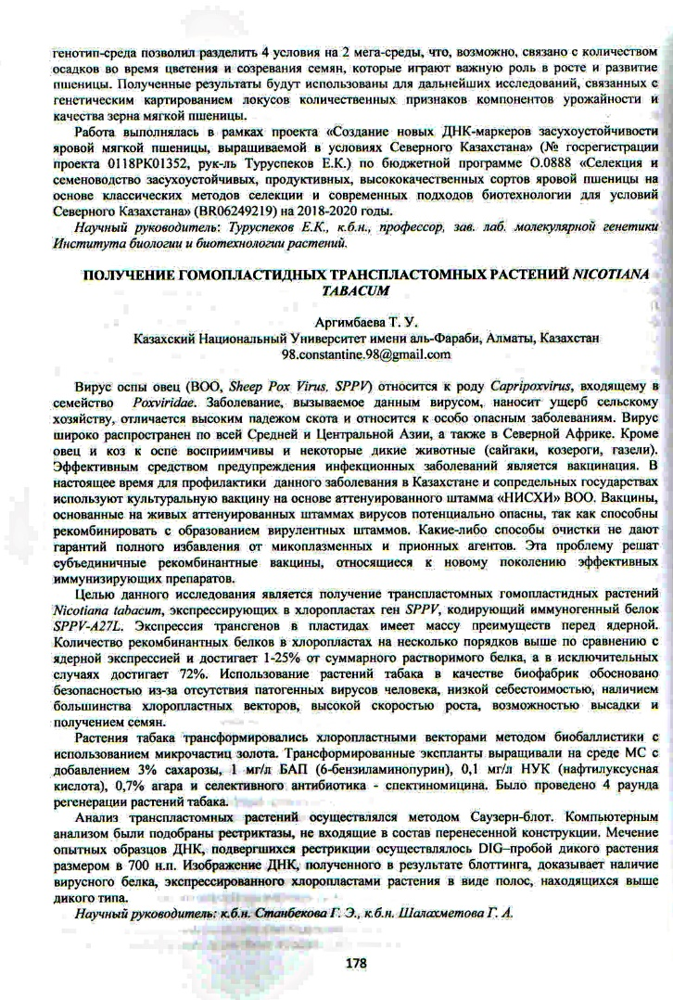 генотип-среда позволил разделить 4 условия на 2 мега-среды, что, возможно, связано с количеством
осадков во время цветения и созревания семян, которые играют важную роль в росте и развитие
пшеницы. Полученные результаты будут использованы для дальнейших исследований, связанных с
генетическим картированием локусов количественных признаков компонентов урожайности и
качества зерна мягкой пшеницы.
Работа выполнялась в рамках проекта «Создание новых ДНК-маркеров засухоустойчивости
яровой мягкой пшеницы, выращиваемой в условиях Северного Казахстана» (№ госрегистрации
проекта 0118РК01352, рук-ль Туруспеков Е.К.) по бюджетной программе О.0888 «Селекция и
семеноводство засухоустойчивых, продуктивных, высококачественных сортов яровой пшеницы на
основе классических методов селекции и современных подходов биотехнологии для условий
Северного Казахстана» (BR06249219) на 2018-2020 годы.
Научный руководитель: Туруспеков Е.К., к.б.н., профессор, зав. лаб. молекулярной генетики
Института биологии и биотехнологии растений.
ПОЛУЧЕНИЕ ГОМОПЛАСТИДНЫХ ТРАНСПЛАСТОМНЫХ РАСТЕНИЙ NICOTIANA
TABACUM
Аргимбаева Т. У.
Казахский Национальный Университет имени аль-Фараби, Алматы, Казахстан
98.constantine.98@gmail.com
Вирус оспы овец (ВОО, Sheep Pox Virus, SPPV) относится к роду Capripoxvirus, входящему в
семейство Poxviridae. Заболевание, вызываемое данным вирусом, наносит ущерб сельскому
хозяйству, отличается высоким падежом скота и относится к особо опасным заболеваниям. Вирус
широко распространен по всей Средней и Центральной Азии, а также в Северной Африке. Кроме
овец и коз к оспе восприимчивы и некоторые дикие животные (сайгаки, козероги, газели).
Эффективным средством предупреждения инфекционных заболеваний является вакцинация. В
настоящее время для профилактики данного заболевания в Казахстане и сопредельных государствах
используют культуральную вакцину на основе аттенуированного штамма «НИСХИ» ВОО. Вакцины,
основанные на живых аттенуированных штаммах вирусов потенциально опасны, так как способны
рекомбинировать с образованием вирулентных штаммов. Какие-либо способы очистки не дают
гарантий полного избавления от микоплазменных и прионных агентов. Эта проблему решат
субъединичные рекомбинантные вакцины, относящиеся к новому поколению эффективных
иммунизирующих препаратов.
Целью данного исследования является получение транспластомных гомопластидных растений
Nicotiana tabacum, экспрессирующих в хлоропластах ген SPPV, кодирующий иммуногенный белок
SPPV-A27L. Экспрессия трансгенов в пластидах имеет массу преимуществ перед ядерной.
Количество рекомбинантных белков в хлоропластах на несколько порядков выше по сравнению с
ядерной экспрессией и достигает 1-25% от суммарного растворимого белка, а в исключительных
случаях достигает 72%. Использование растений табака в качестве биофабрик обосновано
безопасностью из-за отсутствия патогенных вирусов человека, низкой себестоимостью, наличием
большинства хлоропластных векторов, высокой скоростью роста, возможностью высадки и
получением семян.
Растения табака трансформировались хлоропластными векторами методом биобаллистики с
использованием микрочастиц золота. Трансформированные экспланты выращивали на среде МС с
добавлением 3% сахарозы, 1 мг/л БАП (6-бензиламинопурин), 0,1 мг/л НУК (нафтилуксусная
кислота), 0,7% агара и селективного антибиотика - спектиномицина. Было проведено 4 раунда
регенерации растений табака.
Анализ транспластомных растений осуществлялся методом Саузерн-блот. Компьютерным
анализом были подобраны рестриктазы, не входящие в состав перенесенной конструкции. Мечение
опытных образцов ДНК, подвергшихся рестрикции осуществлялось DIG–пробой дикого растения
размером в 700 н.п. Изображение ДНК, полученного в результате блоттинга, доказывает наличие
вирусного белка, экспрессированного хлоропластами растения в виде полос, находящихся выше
дикого типа.
Научный руководитель: к.б.н. Станбекова Г. Э., к.б.н. Шалахметова Г. А.
178